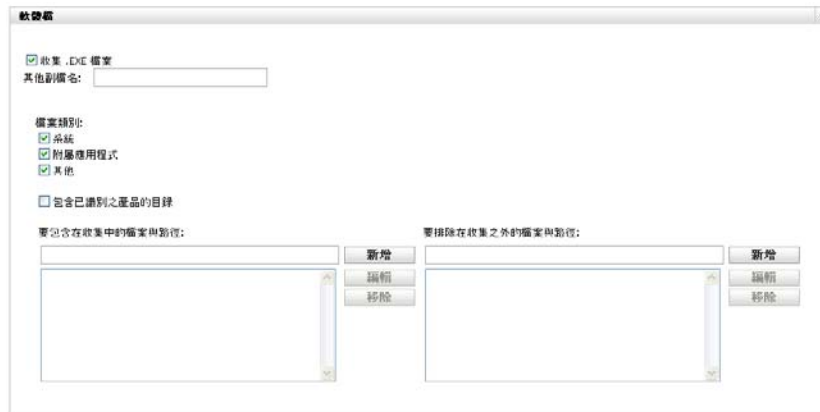 軟體檔
收集 .EXE 檔案
其他副檔名:
檔案類別:
系統
附屬應用程式
其他
包含已識別之產品的目錄
要包含在收集中的檔案與路徑:
要排除在收集之外的檔案與路徑:
新增
新增
編輯
編輯
移除
移除